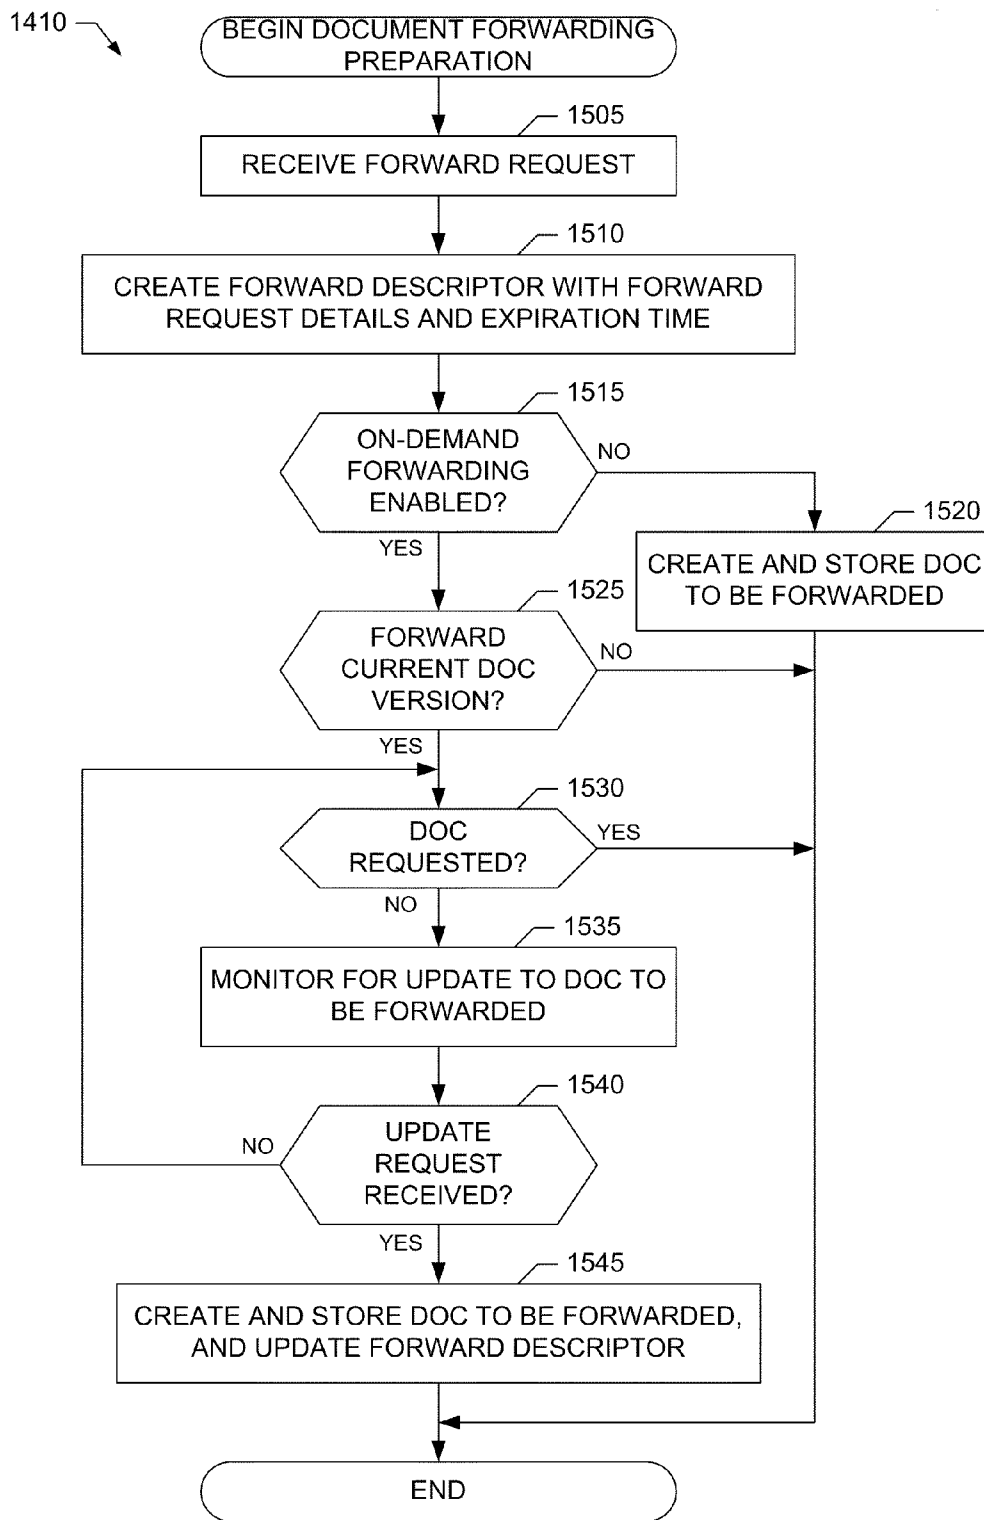 1410
BEGIN DOCUMENT FORWARDING
PREPARATION
1505
RECEIVE FORWARD REQUEST
1510
CREATE FORWARD DESCRIPTOR WITH FORWARD
REQUEST DETAILS AND EXPIRATION TIME
1515
ON-DEMAND
FORWARDING
ENABLED?
NO
YES
1520
CREATE AND STORE DOC
TO BE FORWARDED
1525
FORWARD
CURRENT DOC
VERSION?
NO
YES
1530
DOC
REQUESTED?
YES
NO
1535
MONITOR FOR UPDATE TO DOC TO
BE FORWARDED
1540
UPDATE
REQUEST
RECEIVED?
NO
YES
1545
CREATE AND STORE DOC TO BE FORWARDED,
AND UPDATE FORWARD DESCRIPTOR
END